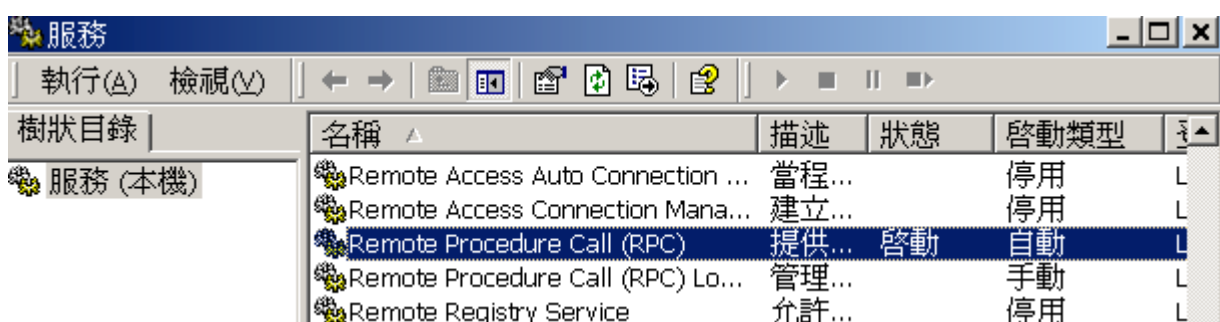 服務
執行(A) 檢視(V)
樹狀目錄
服務 (本機)
名稱 描述 狀態 啓動類型
Remote Access Auto Connection ... 當程... 停用 L
Remote Access Connection Mana... 建立... 停用 L
Remote Procedure Call (RPC) 提供... 啓動 自動 L
Remote Procedure Call (RPC) Lo... 管理... 手動 L
Remote Registry Service 允許... 停用 L